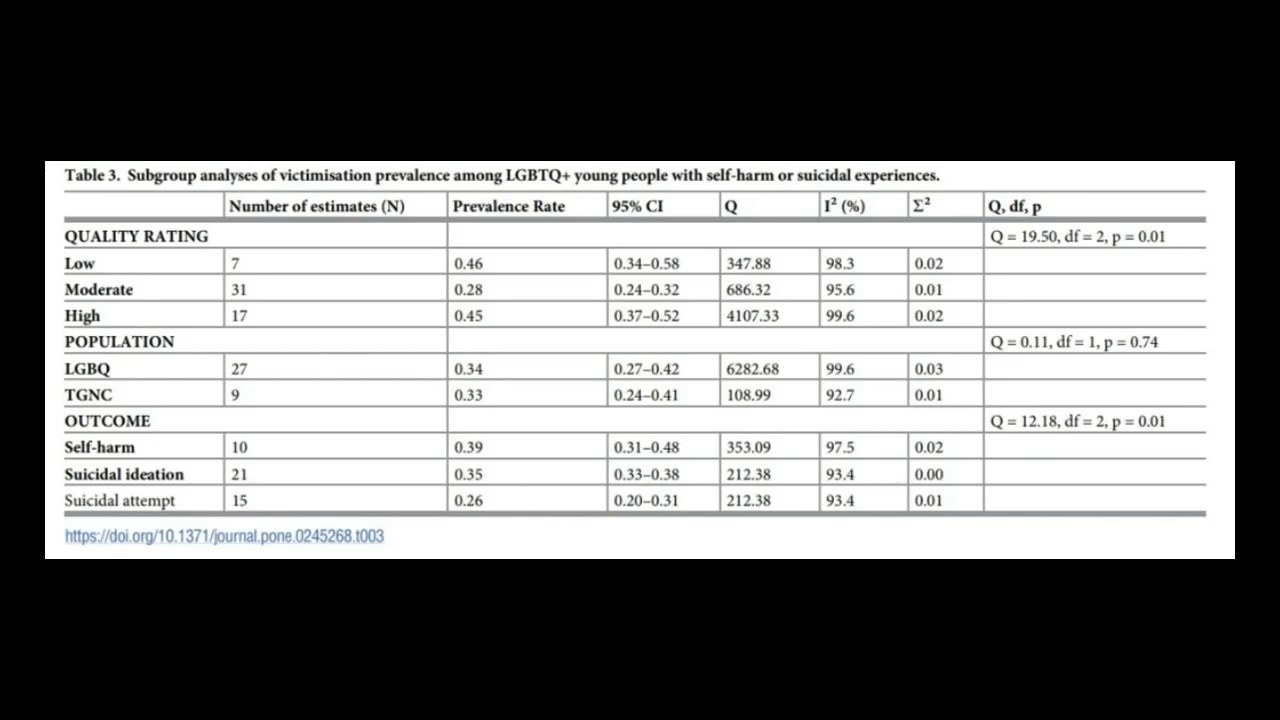 Table 3. Subgroup analyses of victimisation prevalence among LGBTQ+ young people with self-harm or suicidal experiences.
Number of estimates (N) Prevalence Rate 95% CI Q I² (%) Σ² Q, df, p
QUALITY RATING Q = 19.50, df = 2, p = 0.01
Low 7 0.46 0.34–0.58 347.88 98.3 0.02
Moderate 31 0.28 0.24–0.32 686.32 95.6 0.01
High 17 0.45 0.37–0.52 4107.33 99.6 0.02
POPULATION Q = 0.11, df = 1, p = 0.74
LGBQ 27 0.34 0.27–0.42 6282.68 99.6 0.03
TGNC 9 0.33 0.24–0.41 108.99 92.7 0.01
OUTCOME Q = 12.18, df = 2, p = 0.01
Self-harm 10 0.39 0.31–0.48 353.09 97.5 0.02
Suicidal ideation 21 0.35 0.33–0.38 212.38 93.4 0.00
Suicidal attempt 15 0.26 0.20–0.31 212.38 93.4 0.01
https://doi.org/10.1371/journal.pone.0245268.t003